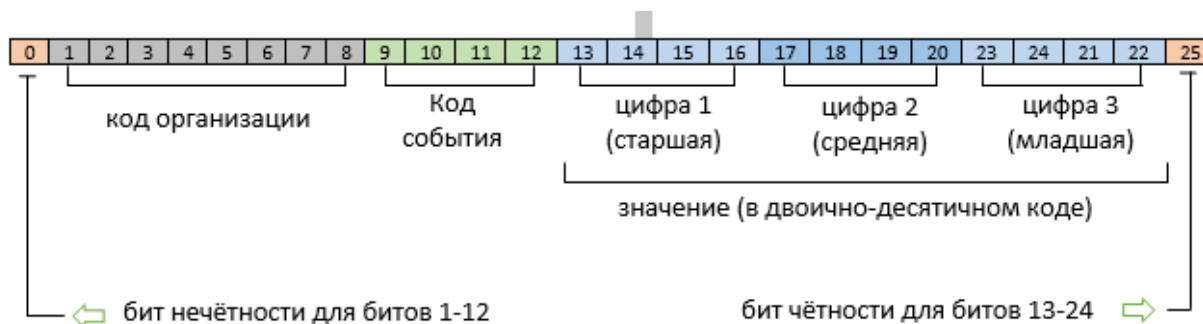 0 1 2 3 4 5 6 7 8 9 10 11 12 13 14 15 16 17 18 19 20 23 24 21 22 25
код организации
Код
события
цифра 1
(старшая)
цифра 2
(средняя)
цифра 3
(младшая)
значение (в двоично-десятичном коде)
бит нечётности для битов 1-12
бит чётности для битов 13-24